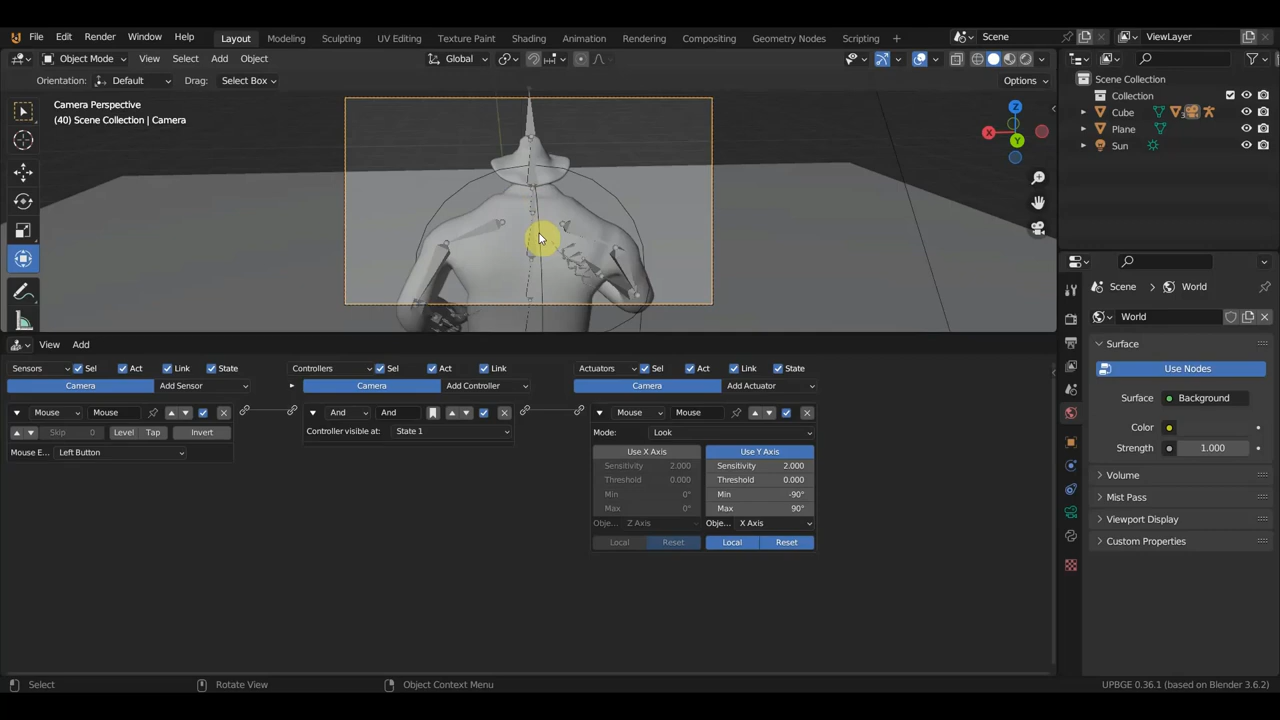 File Edit Render Window Help Layout Modeling Sculpting UV Editing Texture Paint Shading Animation Rendering Compositing Geometry Nodes Scripting + Scene ViewLayer
Object Mode View Select Add Object Global
Orientation: Default Drag: Select Box Options
Camera Perspective
(40) Scene Collection | Camera
Z
X
Y
Scene Collection
Collection
Cube 3
Plane
Sun
Scene World
World
Surface
Use Nodes
Surface Background
Color
Strength 1.000
Volume
Mist Pass
Viewport Display
Custom Properties
View Add
Sensors Sel Act Link State Controllers Sel Act Link Actuators Sel Act Link State
Camera Add Sensor Camera Add Controller Camera Add Actuator
Mouse Mouse And And Mouse Mouse
Skip 0 Level Tap Invert Controller visible at: State 1 Mode: Look
Mouse E... Left Button Use X Axis Use Y Axis
Sensitivity 2.000 Sensitivity 2.000
Threshold 0.000 Threshold 0.000
Min 0° Min -90°
Max 0° Max 90°
Obje... Z Axis Obje... X Axis
Local Reset Local Reset
Select Rotate View Object Context Menu UPBGE 0.36.1 (based on Blender 3.6.2)